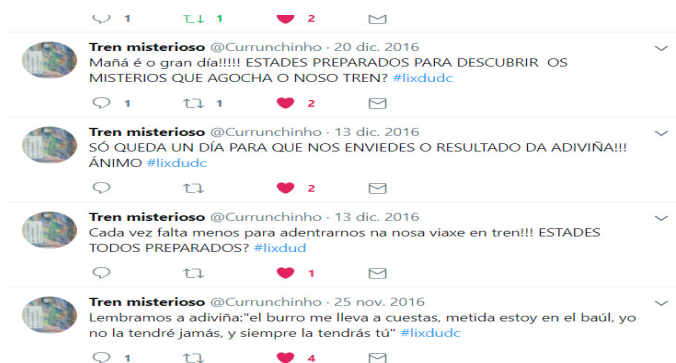 1 1 2
Tren misterioso @Currunchinho · 20 dic. 2016
Mañá é o gran día!!!!! ESTADES PREPARADOS PARA DESCUBRIR OS
MISTERIOS QUE AGOCHA O NOSO TREN? #lixdudc
1 1 2
Tren misterioso @Currunchinho · 13 dic. 2016
SÓ QUEDA UN DÍA PARA QUE NOS ENVIEDES O RESULTADO DA ADIVIÑA!!!
ÁNIMO #lixdudc
2
Tren misterioso @Currunchinho · 13 dic. 2016
Cada vez falta menos para adentrarnos na nosa viaxe en tren!!! ESTADES
TODOS PREPARADOS? #lixdud
1
Tren misterioso @Currunchinho · 25 nov. 2016
Lembramos a adiviña:"el burro me lleva a cuestas, metida estoy en el baúl, yo
no la tendré jamás, y siempre la tendrás tú" #lixdudc
1 4